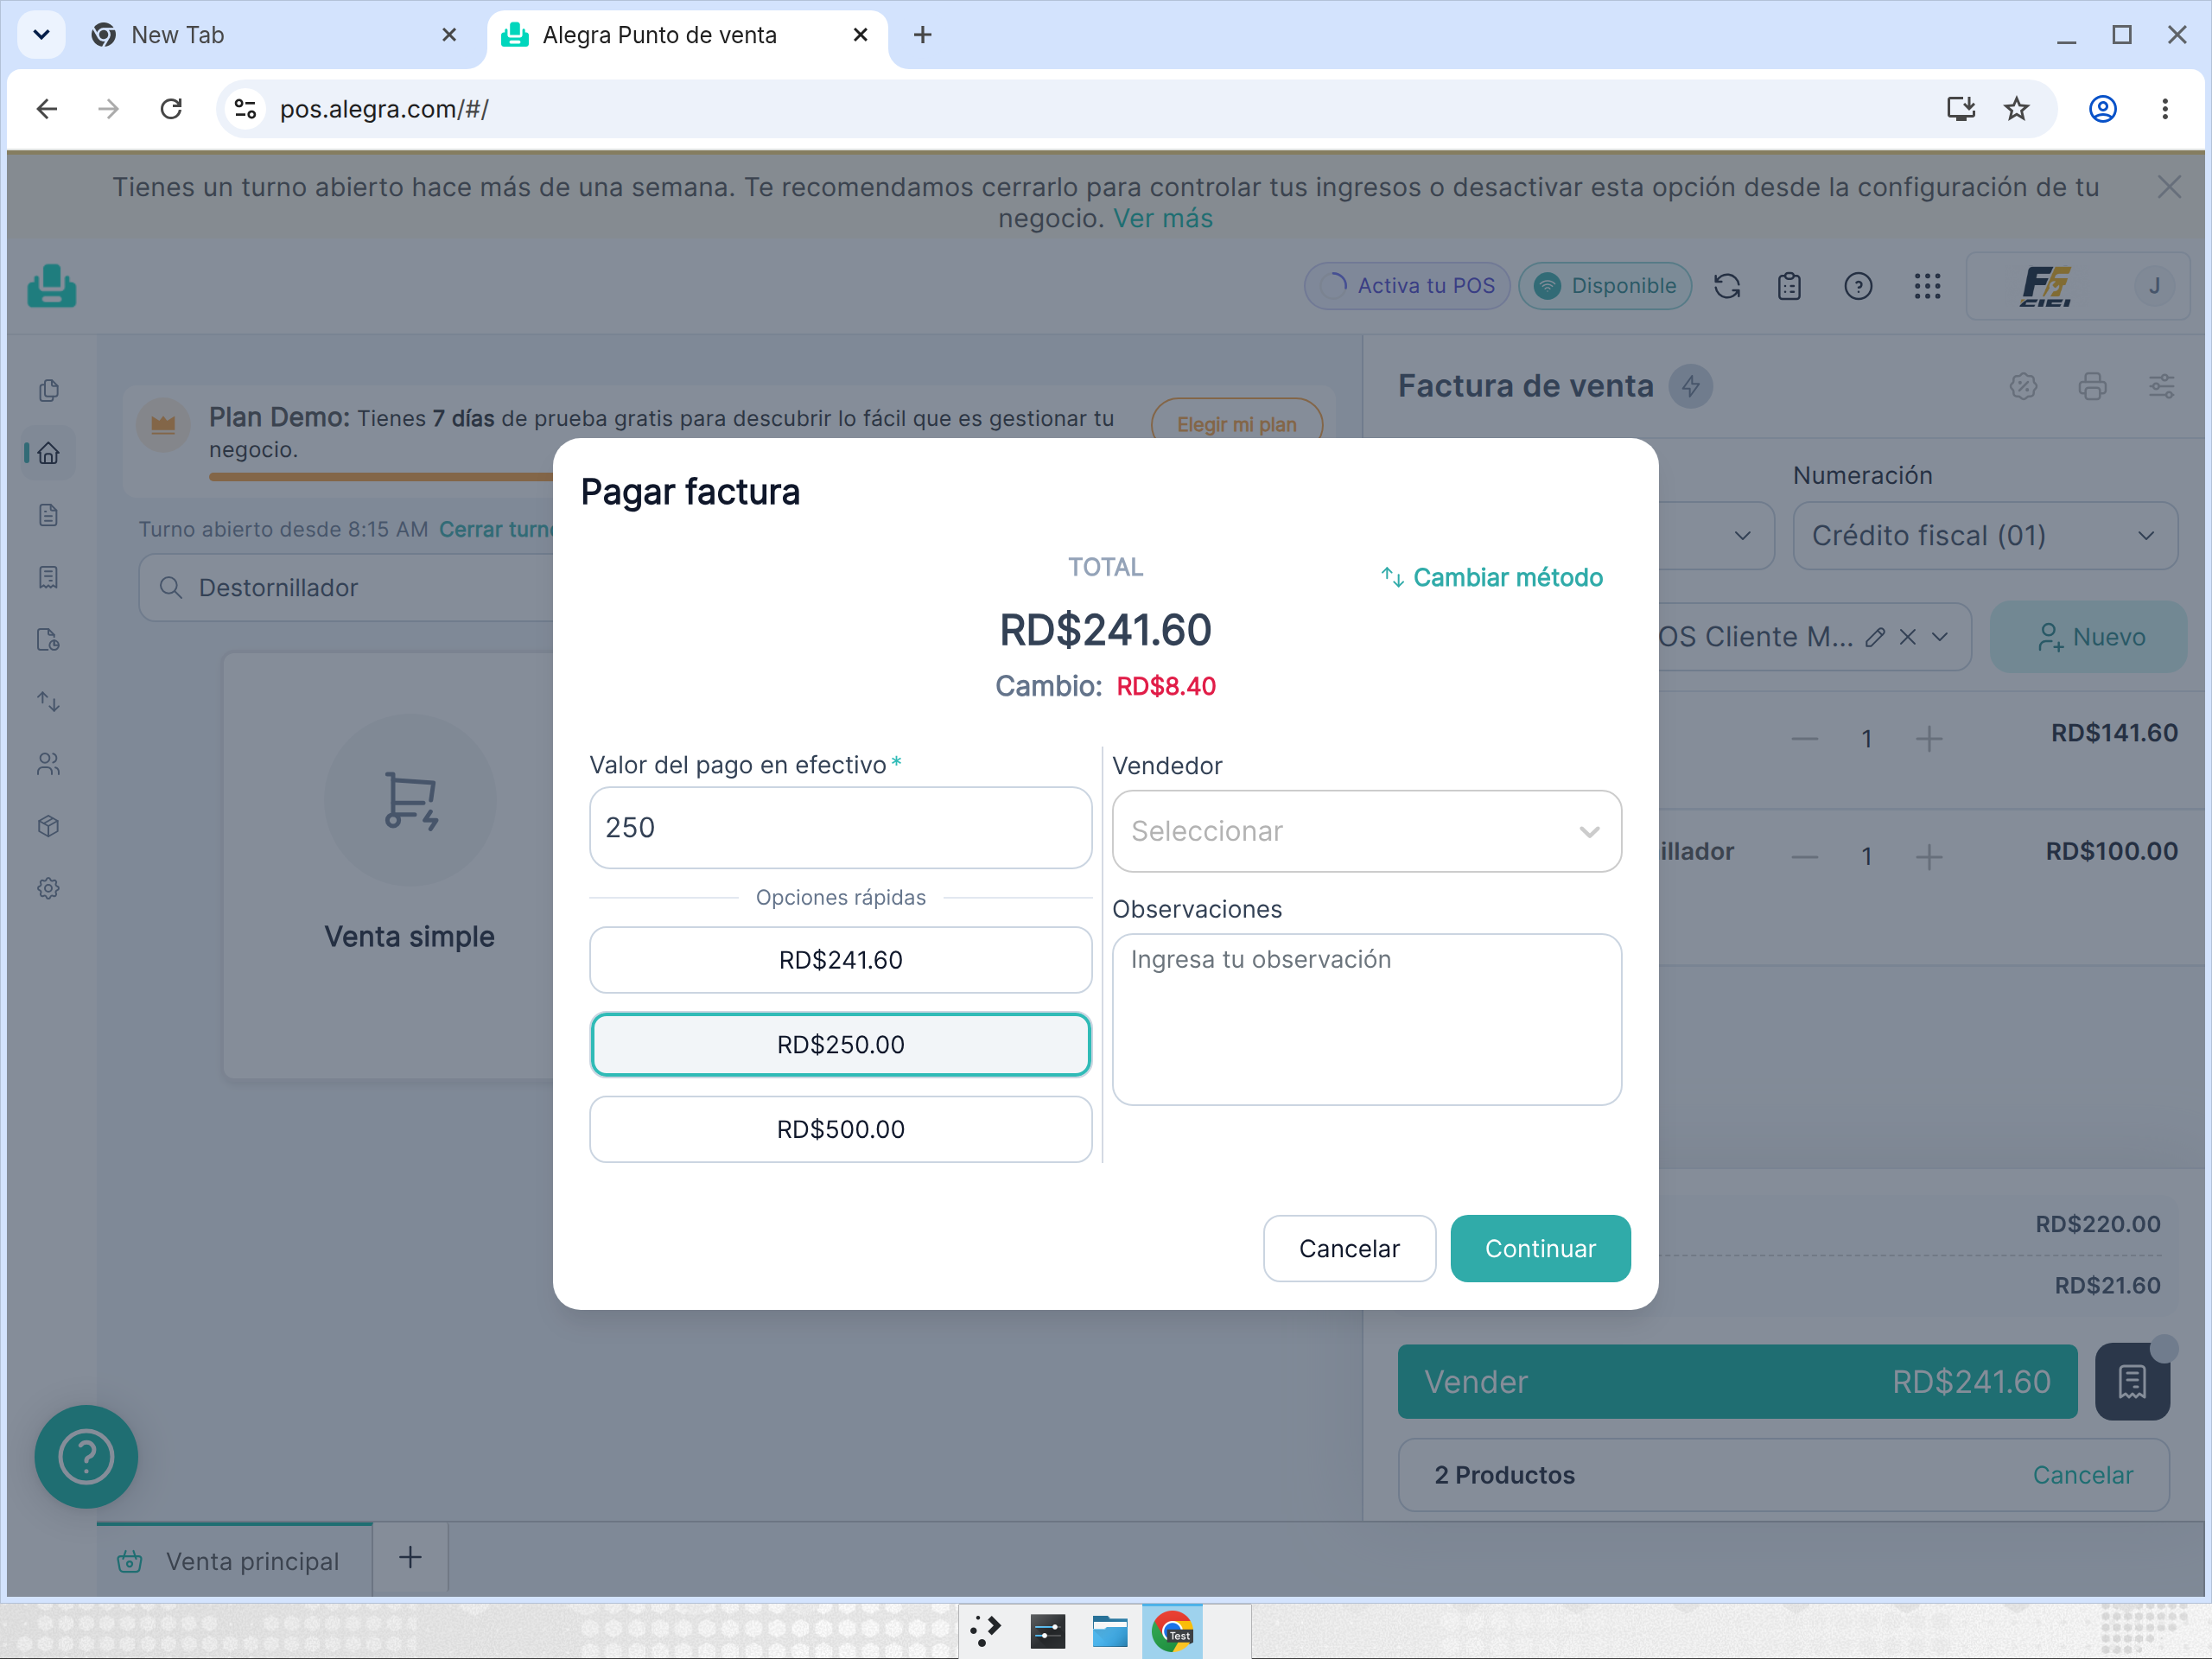 New Tab
Alegra Punto de venta
pos.alegra.com/#/
Tienes un turno abierto hace más de una semana. Te recomendamos cerrarlo para controlar tus ingresos o desactivar esta opción desde la configuración de tu
negocio. Ver más
Activa tu POS
Disponible
J
Plan Demo: Tienes 7 días de prueba gratis para descubrir lo fácil que es gestionar tu
negocio.
Elegir mi plan
Turno abierto desde 8:15 AM Cerrar turno
Destornillador
Venta simple
Factura de venta
Numeración
Crédito fiscal (01)
OS Cliente M...
Nuevo
1
RD$141.60
illador
1
RD$100.00
RD$220.00
RD$21.60
Vender RD$241.60
2 Productos
Cancelar
Pagar factura
TOTAL
Cambiar método
RD$241.60
Cambio: RD$8.40
Valor del pago en efectivo*
250
Opciones rápidas
RD$241.60
RD$250.00
RD$500.00
Vendedor
Seleccionar
Observaciones
Ingresa tu observación
Cancelar
Continuar
Venta principal
Test